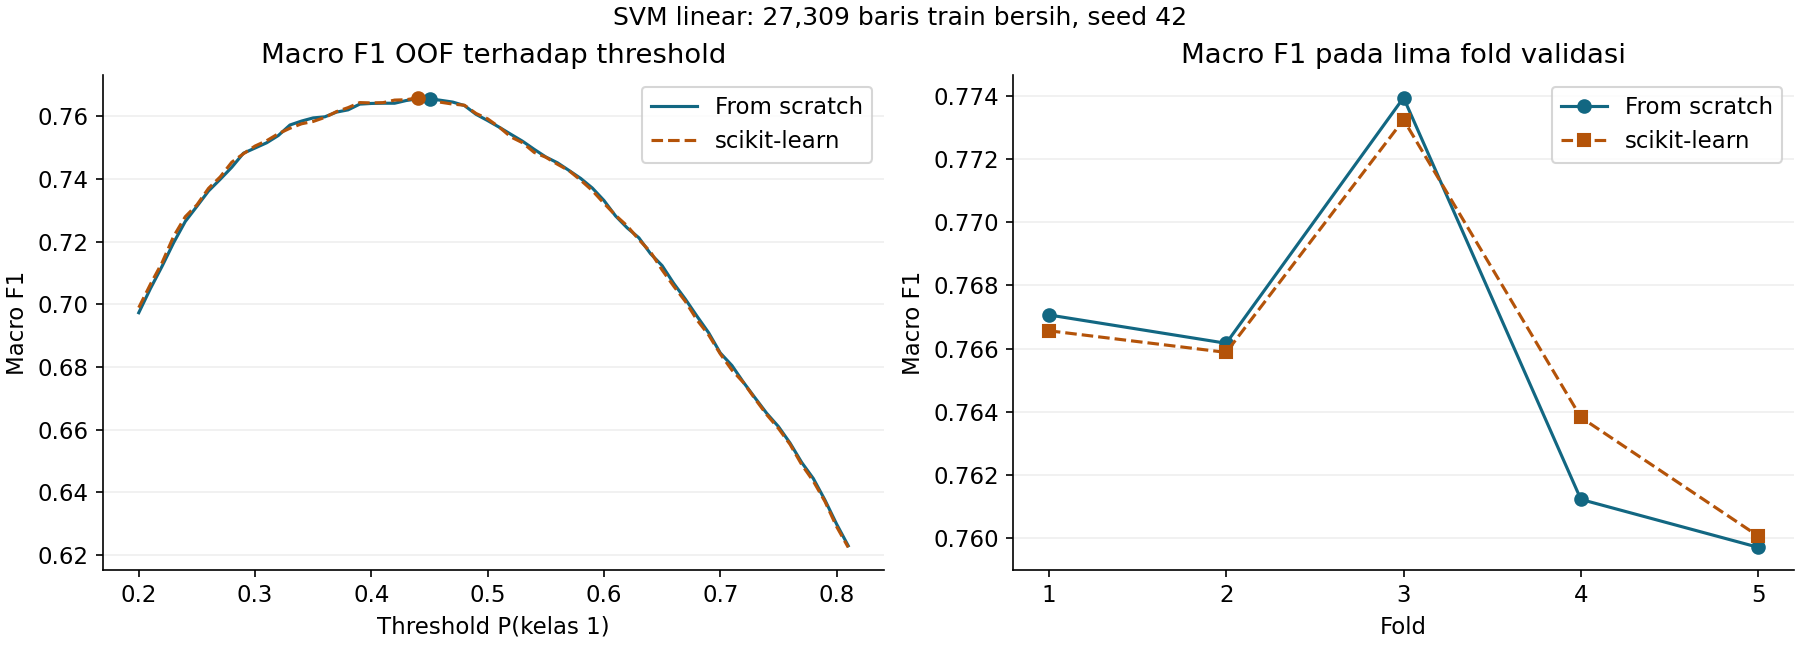 SVM linear: 27,309 baris train bersih, seed 42
Macro F1 OOF terhadap threshold
From scratch
scikit-learn
Macro F1
0.76
0.74
0.72
0.70
0.68
0.66
0.64
0.62
0.2 0.3 0.4 0.5 0.6 0.7 0.8
Threshold P(kelas 1)
Macro F1 pada lima fold validasi
From scratch
scikit-learn
Macro F1
0.774
0.772
0.770
0.768
0.766
0.764
0.762
0.760
1 2 3 4 5
Fold